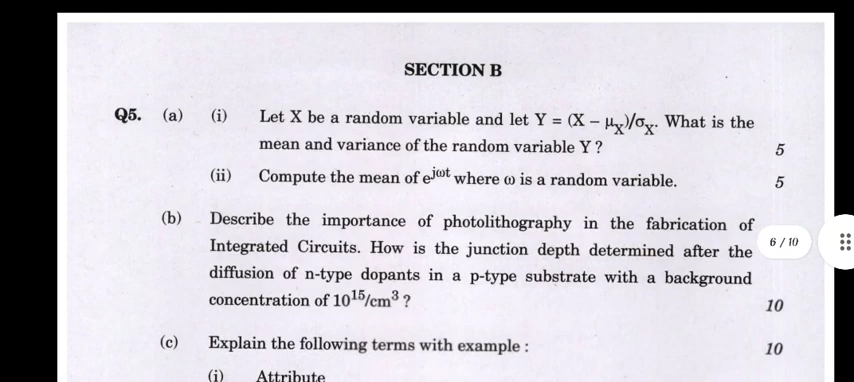 SECTION B
Q5. (a) (i) Let X be a random variable and let Y = (X – μX)/σX. What is the
mean and variance of the random variable Y ? 5
(ii) Compute the mean of e^jωt where ω is a random variable. 5
(b) Describe the importance of photolithography in the fabrication of
Integrated Circuits. How is the junction depth determined after the
6 / 10
diffusion of n-type dopants in a p-type substrate with a background
concentration of 10^15/cm^3 ? 10
(c) Explain the following terms with example : 10
(i) Attribute